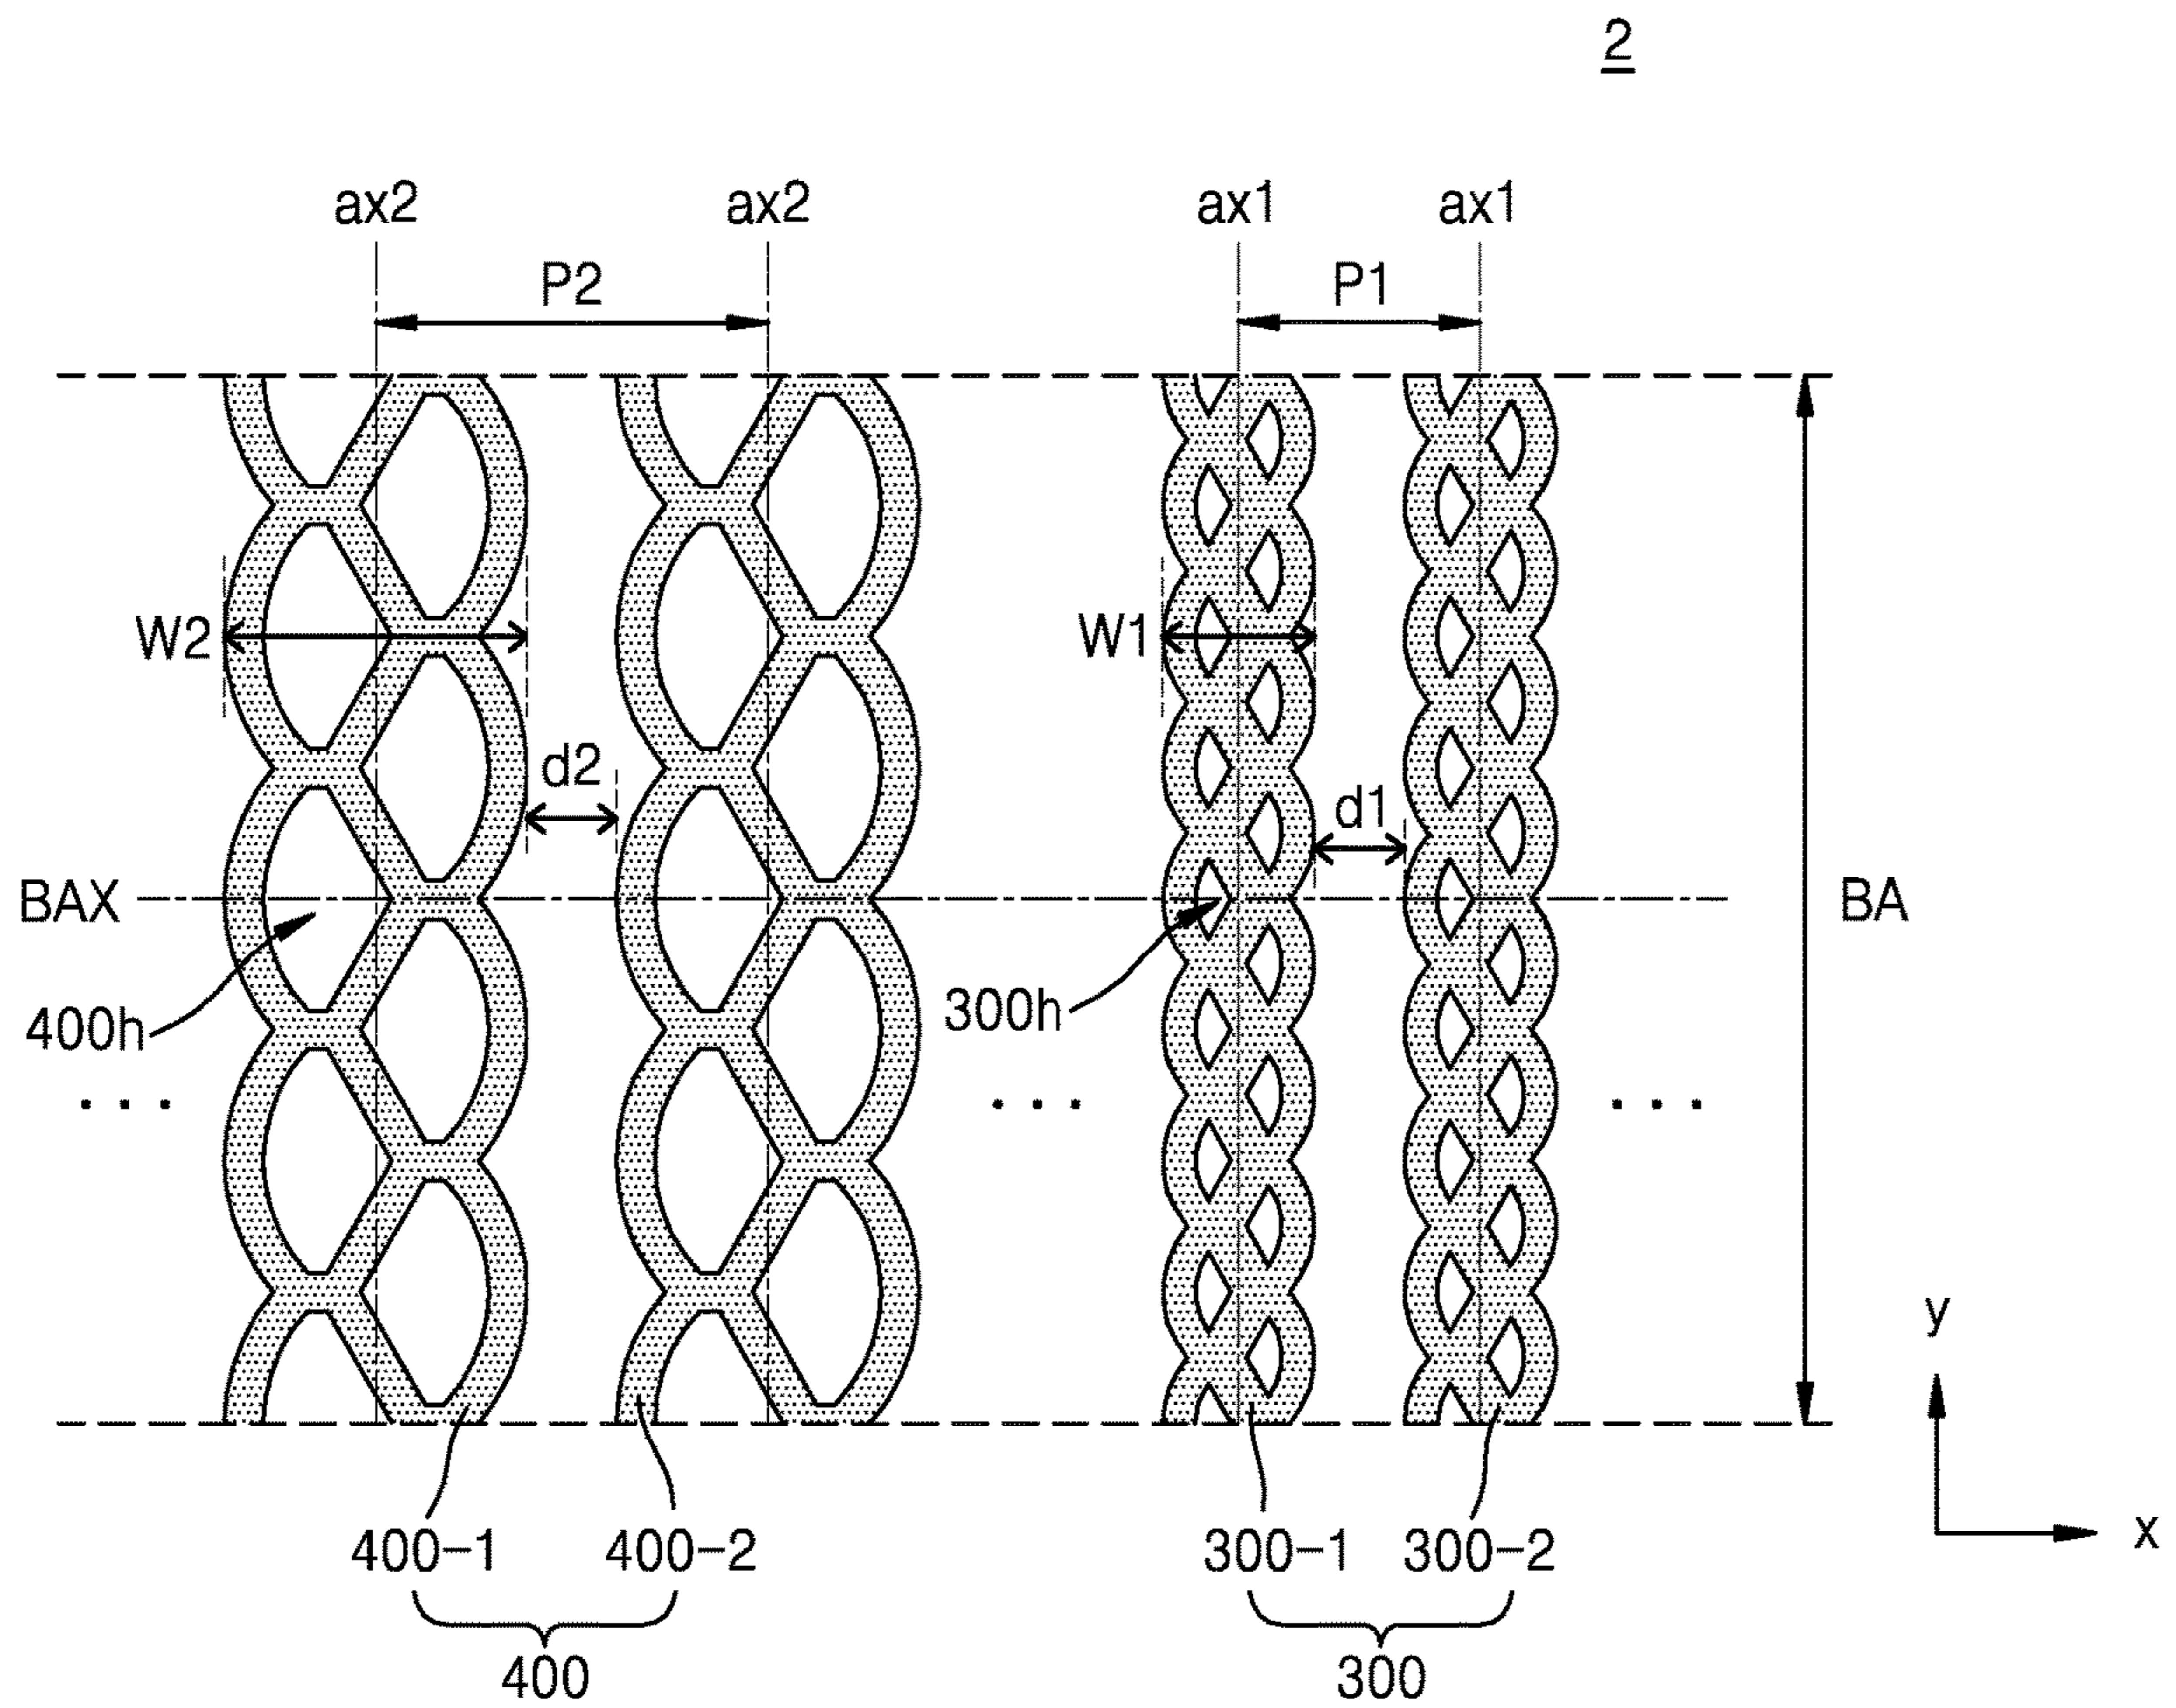 2
ax2 ax2 ax1 ax1
P2 P1
W2 W1
d2 d1
BAX BA
400h 300h
... ... ...
y
x
400-1 400-2 300-1 300-2
400 300